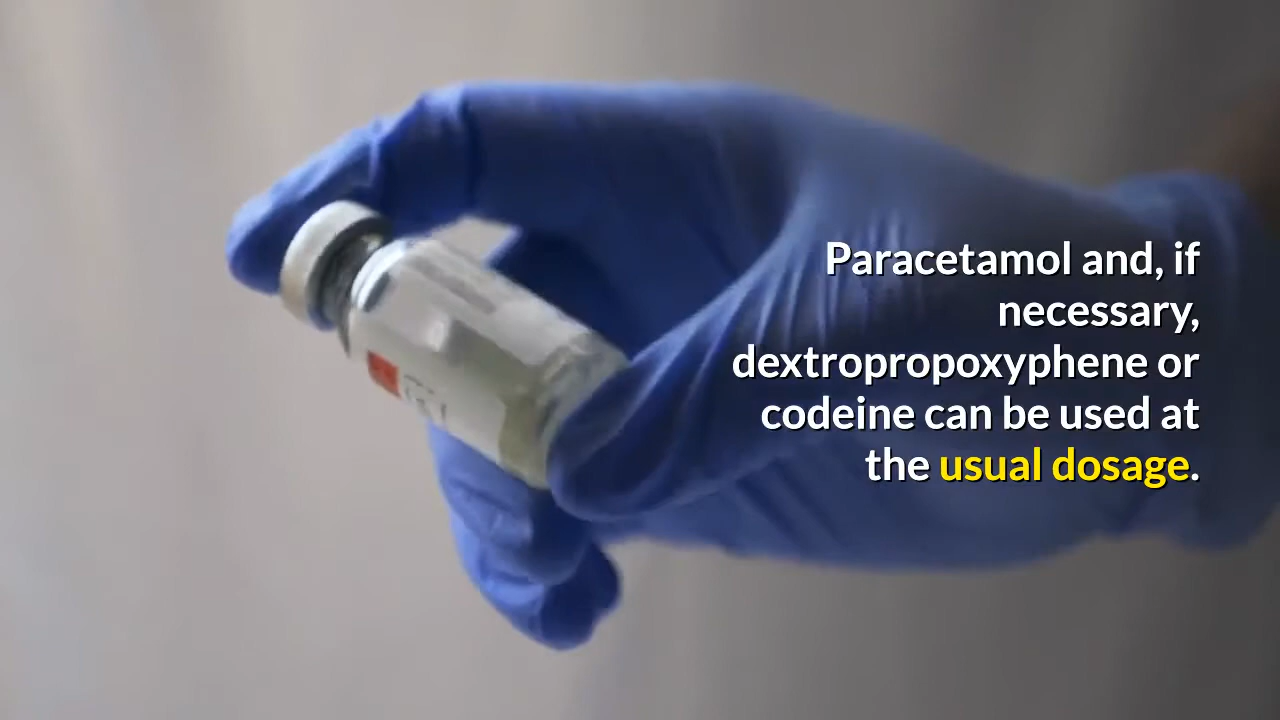 Paracetamol and, if
necessary,
dextropropoxyphene or
codeine can be used at
the usual dosage.